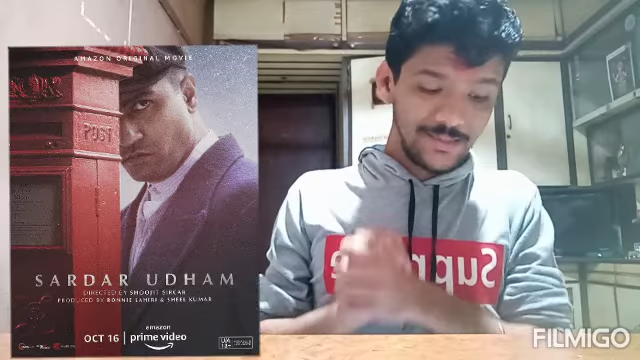 AMAZON ORIGINAL MOVIE
POST
SARDAR UDHAM
DIRECTED BY SHOOJIT SIRCAR
PRODUCED BY RONNIE LAHIRI & SHEEL KUMAR
OCT 16 | amazon prime video
Supre
FILMIGO